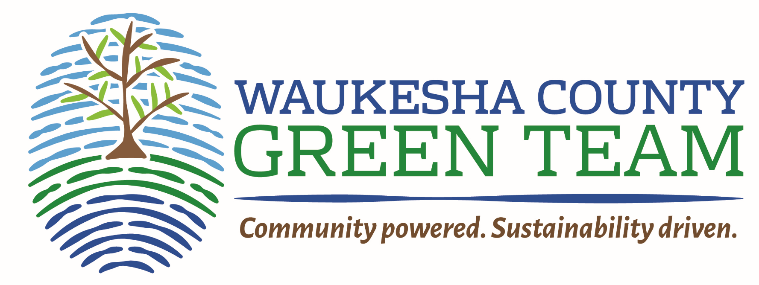 WAUKESHA COUNTY
GREEN TEAM
Community powered. Sustainability driven.